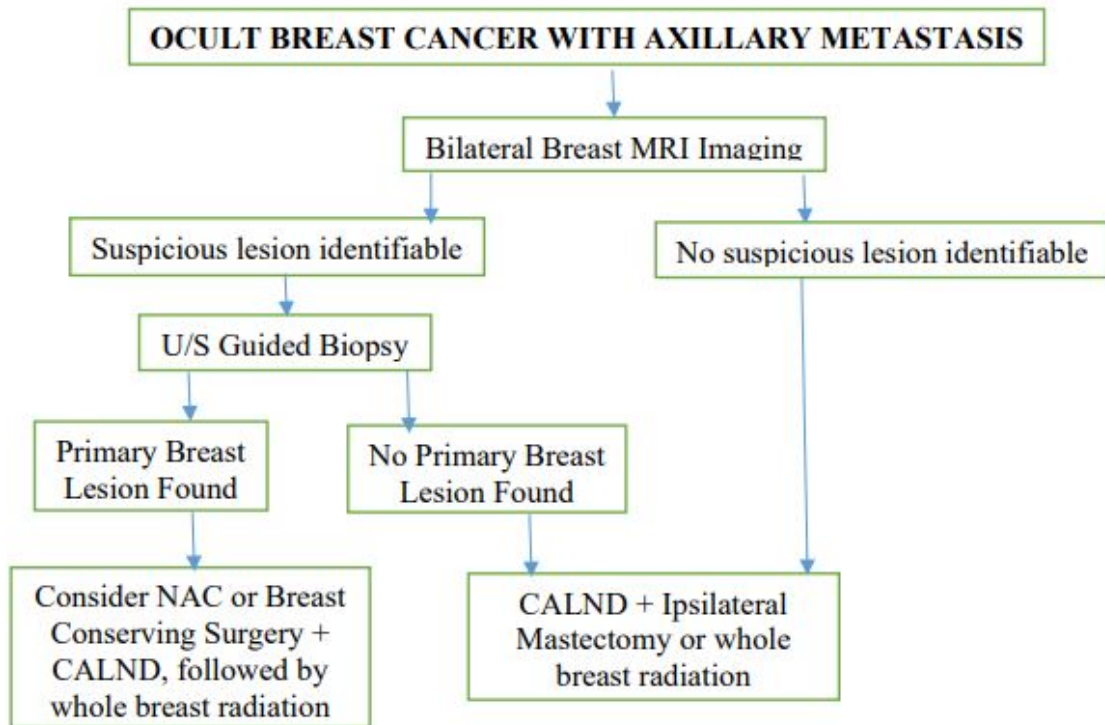 OCULT BREAST CANCER WITH AXILLARY METASTASIS
Bilateral Breast MRI Imaging
Suspicious lesion identifiable
No suspicious lesion identifiable
U/S Guided Biopsy
Primary Breast
Lesion Found
No Primary Breast
Lesion Found
Consider NAC or Breast
Conserving Surgery +
CALND, followed by
whole breast radiation
CALND + Ipsilateral
Mastectomy or whole
breast radiation